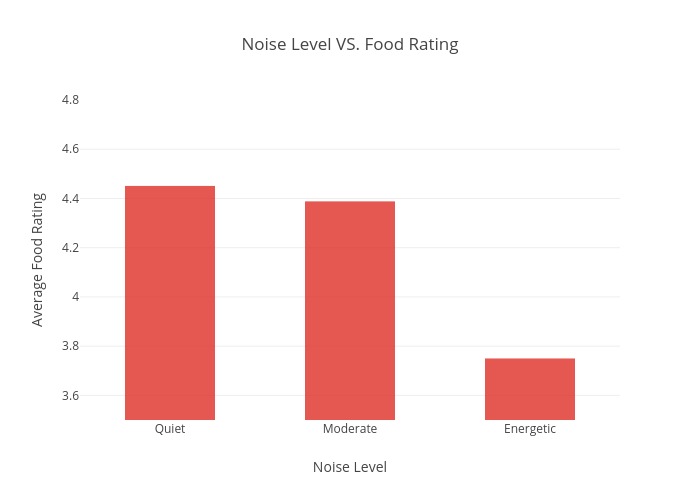 Noise Level VS. Food Rating
4.8
4.6
4.4
4.2
4
3.8
3.6
Average Food Rating
Quiet
Moderate
Energetic
Noise Level